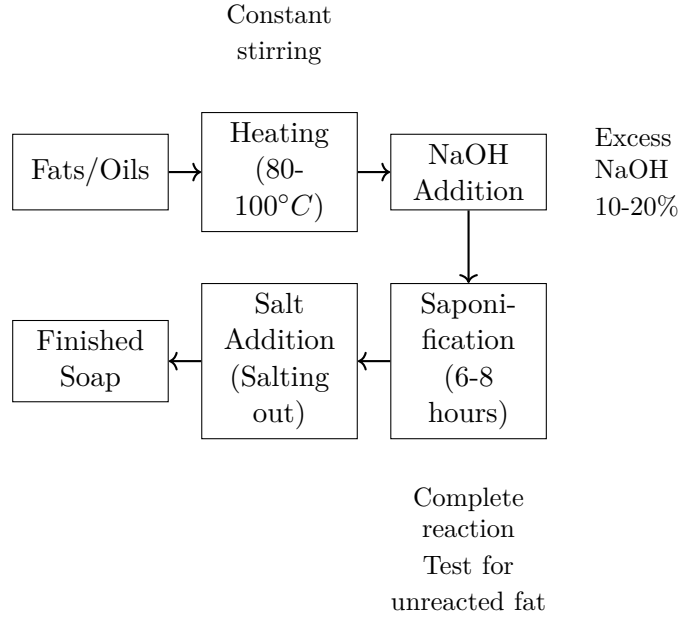 Constant
stirring
Fats/Oils
Heating
(80-
100°C)
NaOH
Addition
Excess
NaOH
10-20%
Finished
Soap
Salt
Addition
(Salting
out)
Saponi-
fication
(6-8
hours)
Complete
reaction
Test for
unreacted fat